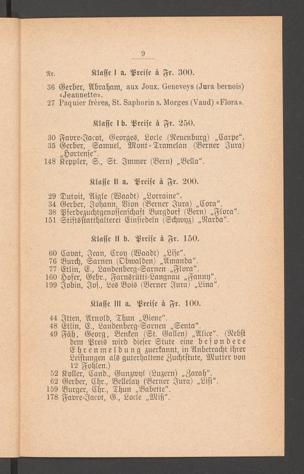 9
Nr. Klasse I a. Preise à Fr. 300.
36 Gerber, Abraham, aux Joux. Geneveys (Jura bernois)
«Jeannette».
27 Paquier frères, St. Saphorin s. Morges (Vaud) «Flora».
Klasse I b. Preise à Fr. 250.
30 Favre-Jacot, Georges, Locle (Neuenburg) „Carpe".
35 Gerber, Samuel, Mont-Tramelan (Berner Jura)
„Hortense".
148 Keppler, S., St. Immer (Bern) „Bella".
Klasse II a. Preise à Fr. 200.
29 Dutoit, Aigle (Waadt) „Lorraine".
34 Gerber, Johann, Bion (Berner Jura) „Cora".
38 Pferdezuchtgenossenschaft Burgdorf (Bern) „Flora".
151 Stiftsstatthalterei Einsiedeln (Schwyz) „Narda".
Klasse II b. Preise à Fr. 150.
60 Cavat, Jean, Croy (Waadt) „Lise".
76 Burch, Sarnen (Obwalden) „Amanda".
77 Etlin, C., Landenberg-Sarnen „Flora".
160 Hofer, Gehr., Farnsrütti-Langnau „Fanny".
199 Jobin, Jos., Les Bois (Berner Jura) „Lina".
Klasse III a. Preise à Fr. 100.
44 Itten, Arnold, Thun „Biene".
48 Etlin, C., Landenberg-Sarnen „Senta".
49 Fäh, Georg, Benken (St. Gallen) „Alice". (Nebst
dem Preis wird dieser Stute eine besondere
Ehrenmeldung zuerkannt, in Anbetracht ihrer
Leistungen als guterhaltene Zuchtstute, Mutter von
12 Fohlen.)
52 Koller, Cand., Gunzwyl (Luzern) „Zarah".
62 Gerber, Chr., Bellelay (Berner Jura) „Lisi".
159 Burger, Chr., Thun „Babette".
178 Favre-Jacot, G., Locle „Miß".